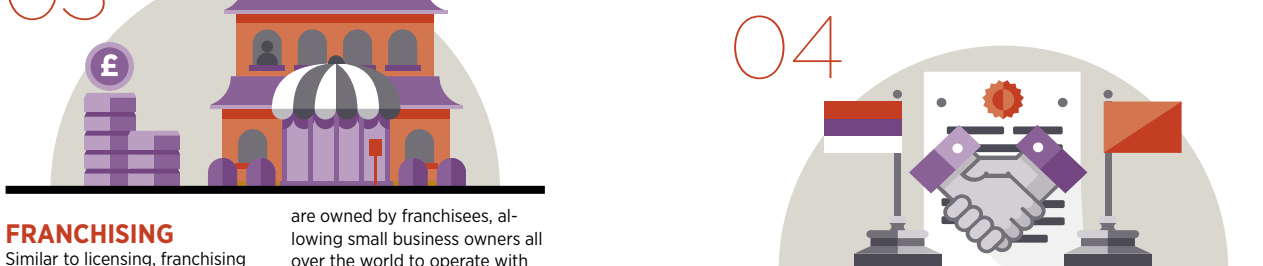 03
£
FRANCHISING
Similar to licensing, franchising
are owned by franchisees, al-
lowing small business owners all
over the world to operate with
04